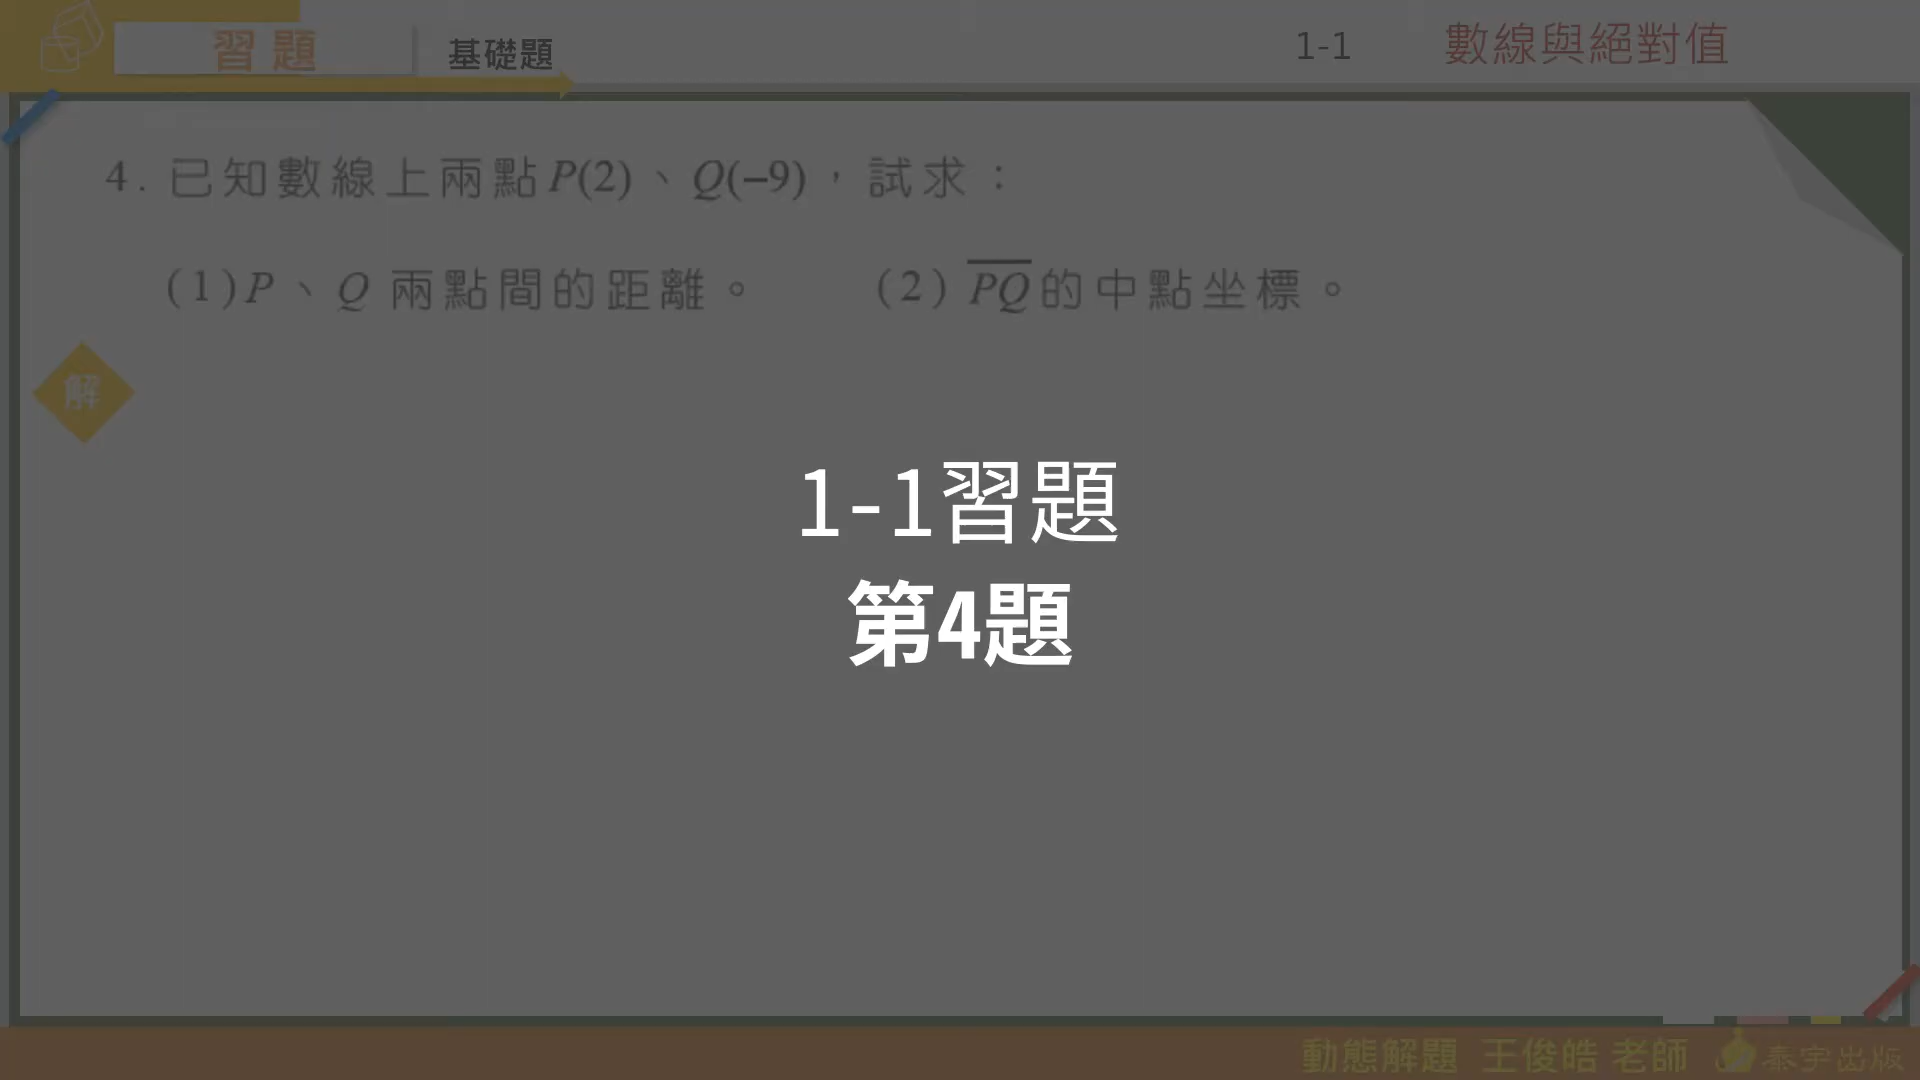 習題 基礎題 1-1 數線與絕對值
4. 已知數線上兩點P(2)、Q(−9)，試求：
(1)P、Q 兩點間的距離。 (2) \overline{PQ} 的中點坐標。
解
1-1習題
第4題
動態解題 王俊皓 老師 泰宇出版